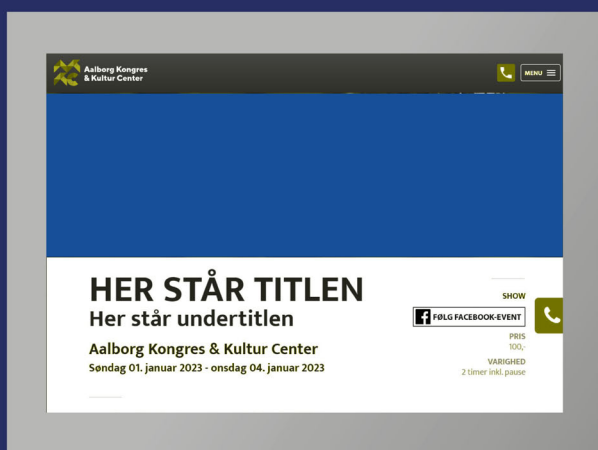 Aalborg Kongres
& Kultur Center
MENU
HER STÅR TITLEN
Her står undertitlen
Aalborg Kongres & Kultur Center
Søndag 01. januar 2023 - onsdag 04. januar 2023
SHOW
FØLG FACEBOOK-EVENT
PRIS
100,-
VARIGHED
2 timer inkl. pause